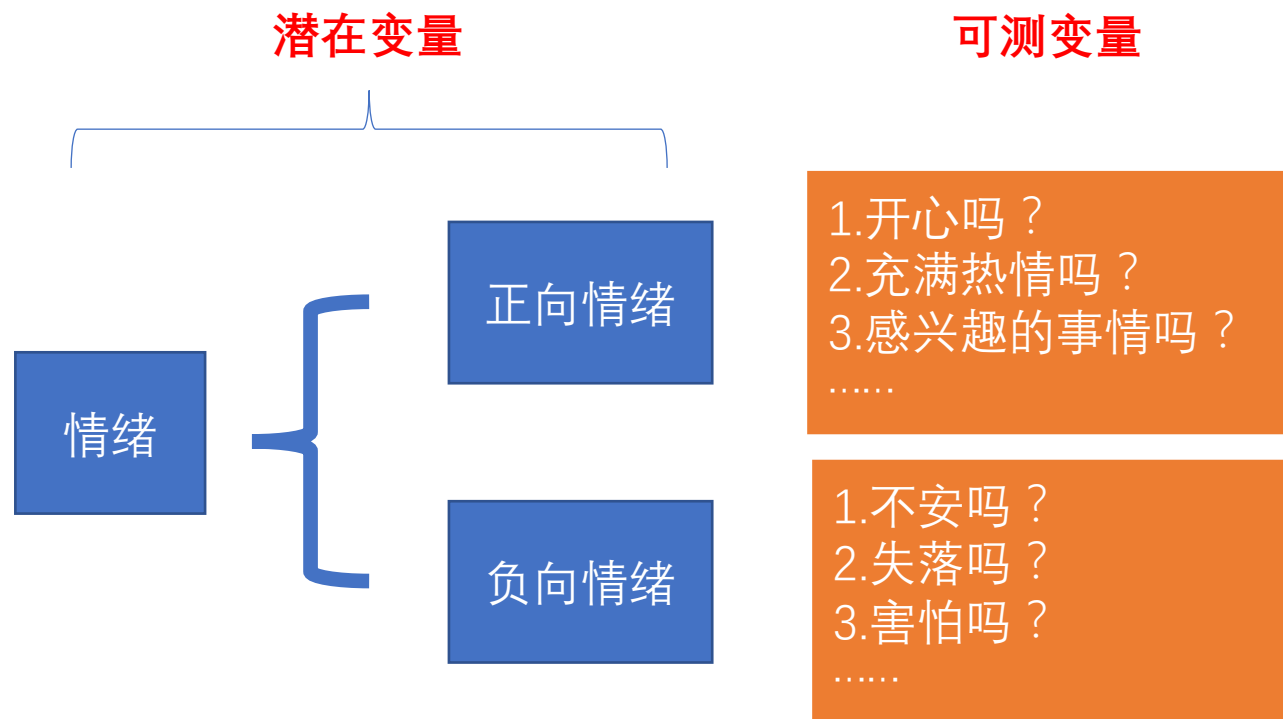 潜在变量
可测变量
情绪
正向情绪
负向情绪
1.开心吗？
2.充满热情吗？
3.感兴趣的事情吗？
……
1.不安吗？
2.失落吗？
3.害怕吗？
……